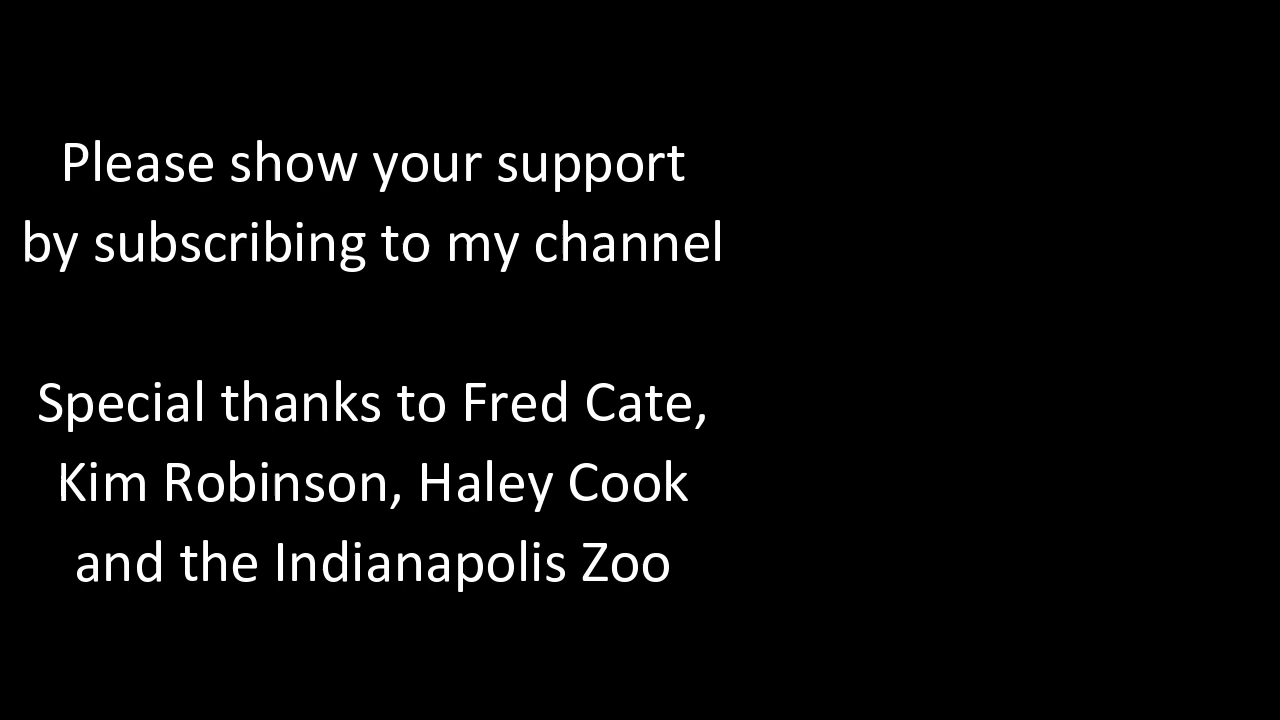 Please show your support
by subscribing to my channel
Special thanks to Fred Cate,
Kim Robinson, Haley Cook
and the Indianapolis Zoo